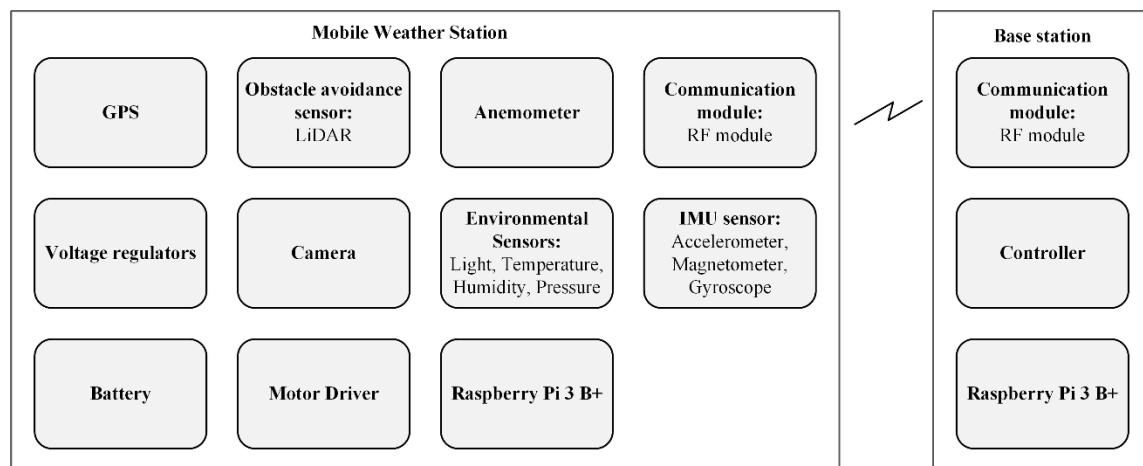 Mobile Weather Station
GPS
Obstacle avoidance
sensor:
LiDAR
Anemometer
Communication
module:
RF module
Voltage regulators
Camera
Environmental
Sensors:
Light, Temperature,
Humidity, Pressure
IMU sensor:
Accelerometer,
Magnetometer,
Gyroscope
Battery
Motor Driver
Raspberry Pi 3 B+
Base station
Communication
module:
RF module
Controller
Raspberry Pi 3 B+